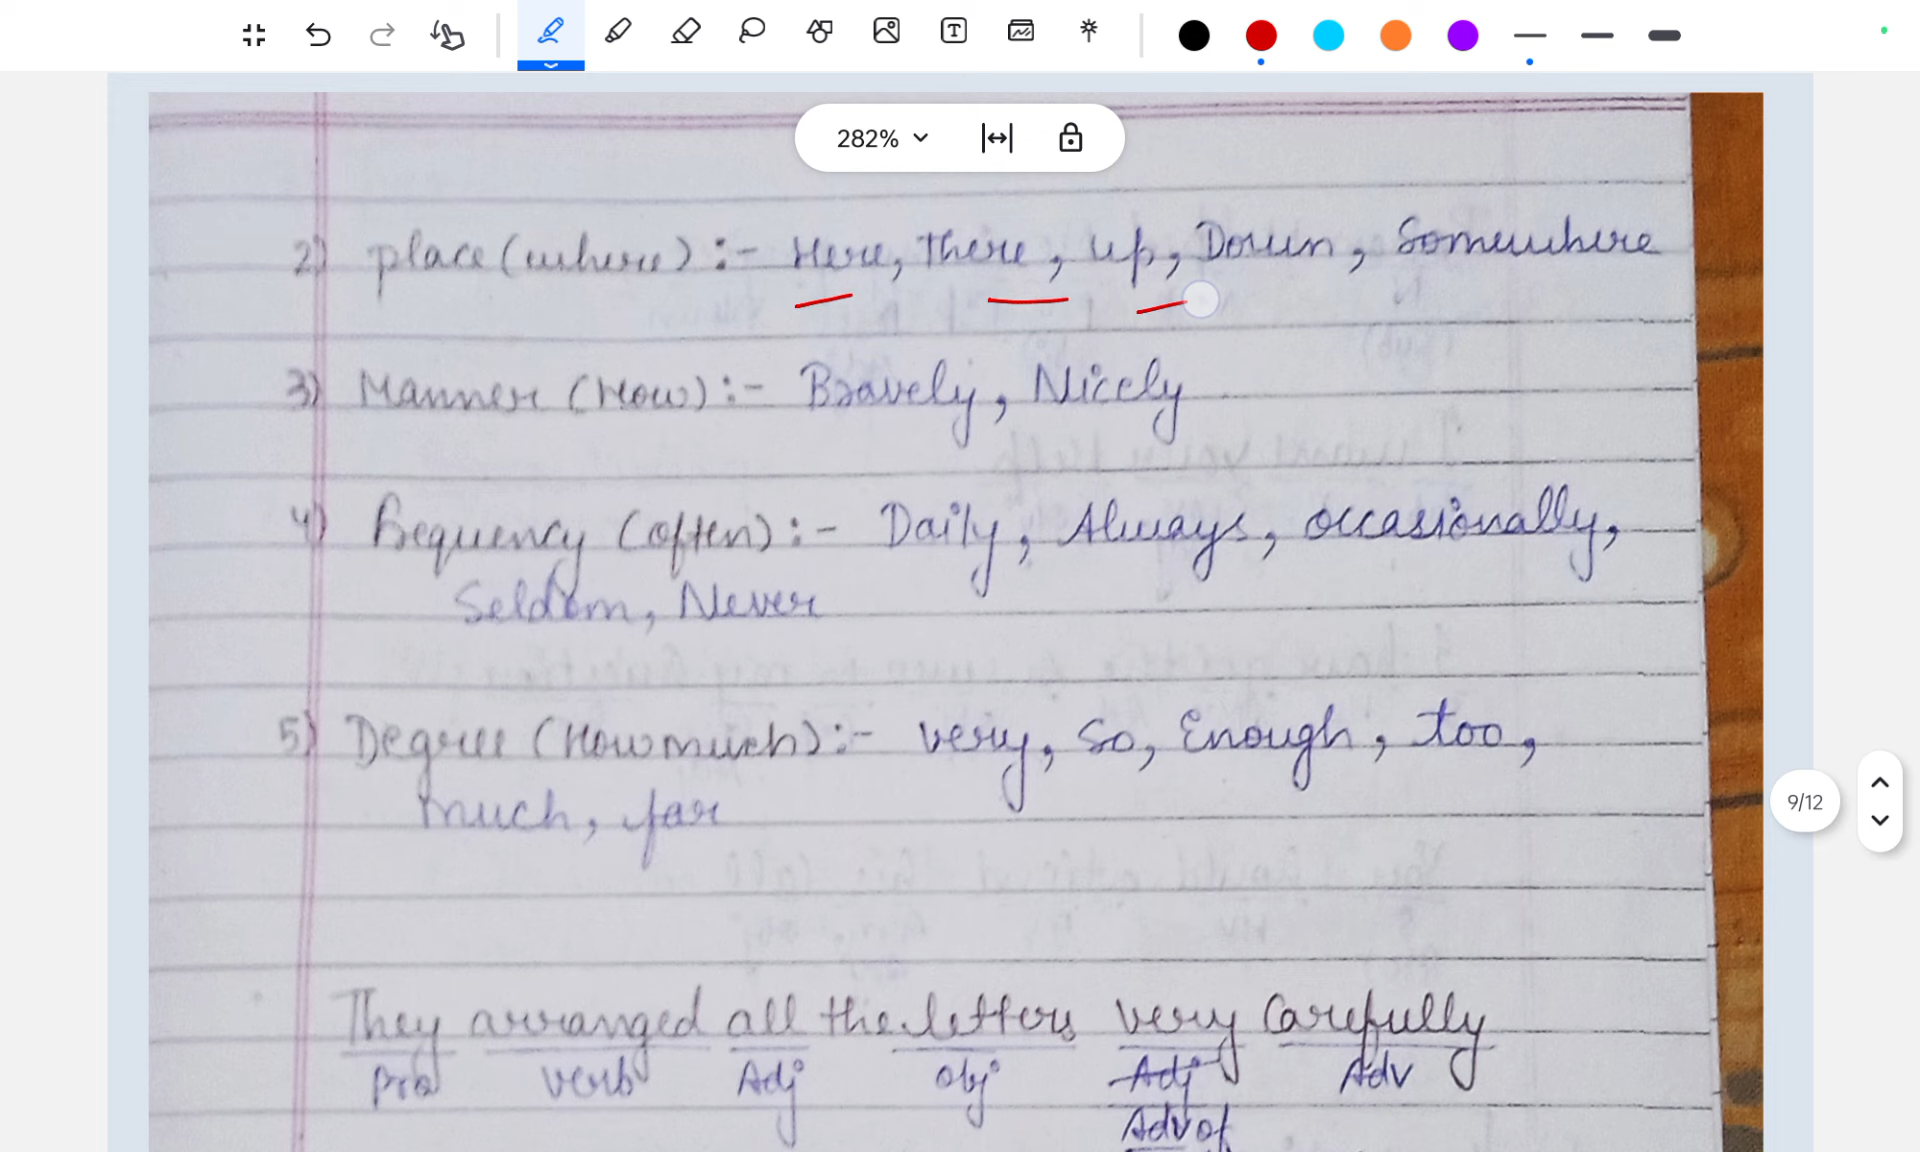 282%
2) place (where) :- Here, there, up, Down, Somewhere
3) Manner (How) :- Bravely, Nicely
4) Frequency (often) :- Daily, Always, occasionally,
Seldom, Never
5) Degree (How much) :- very, so, Enough, too,
much, far
9/12
They arranged all the letters very Carefully
Pro verb Adj obj Adj Adv
Adv of